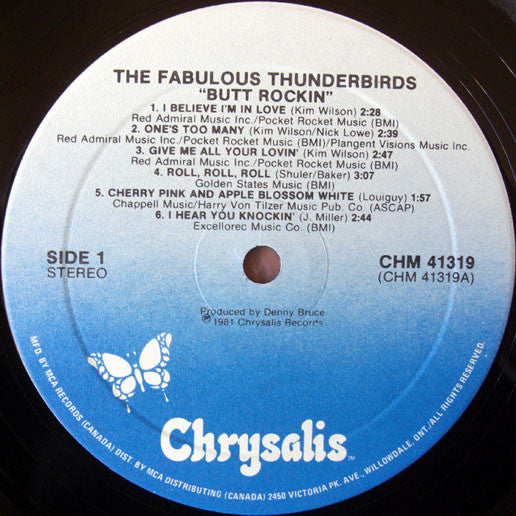 THE FABULOUS THUNDERBIRDS
"BUTT ROCKIN"
1. I BELIEVE I'M IN LOVE (Kim Wilson) 2:28
Red Admiral Music Inc./Pocket Rocket Music (BMI)
2. ONE'S TOO MANY (Kim Wilson/Nick Lowe) 2:39
Red Admiral Music Inc./Pocket Rocket Music (BMI)/Plangent Visions Music Inc.
3. GIVE ME ALL YOUR LOVIN' (Kim Wilson) 2:47
Red Admiral Music Inc./Pocket Rocket Music (BMI)
4. ROLL, ROLL, ROLL (Shuler/Baker) 3:07
Golden States Music (BMI)
5. CHERRY PINK AND APPLE BLOSSOM WHITE (Louiguy) 1:57
Chappell Music/Harry Von Tilzer Music Pub. Co. (ASCAP)
6. I HEAR YOU KNOCKIN' (J. Miller) 2:44
Excellorec Music Co. (BMI)
SIDE 1
STEREO
CHM 41319
(CHM 41319A)
Produced by Denny Bruce
℗ 1981 Chrysalis Records
Chrysalis™
MFD. BY MCA RECORDS (CANADA) DIST. BY MCA DISTRIBUTING (CANADA) 2450 VICTORIA PK. AVE., WILLOWDALE, ONT./ALL RIGHTS RESERVED.